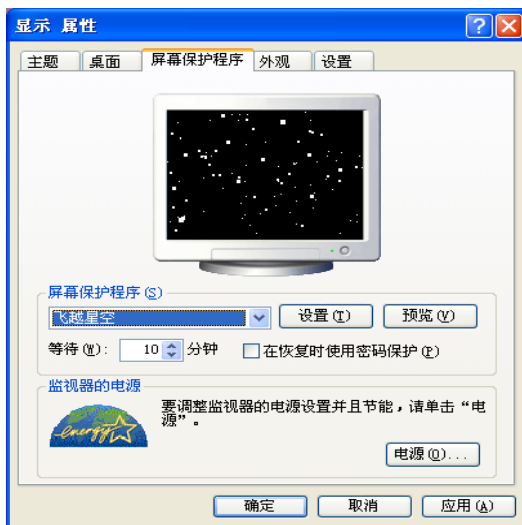 显示 属性
主题 桌面 屏幕保护程序 外观 设置
屏幕保护程序(S)
飞越星空 设置(T) 预览(V)
等待(W): 10 分钟 在恢复时使用密码保护(P)
监视器的电源
energy
要调整监视器的电源设置并且节能，请单击“电
源”。
电源(O)...
确定 取消 应用(A)